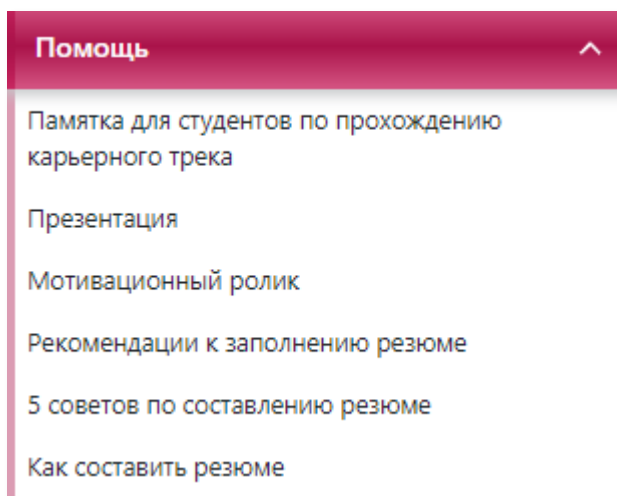 Помощь
Памятка для студентов по прохождению
карьерного трека
Презентация
Мотивационный ролик
Рекомендации к заполнению резюме
5 советов по составлению резюме
Как составить резюме